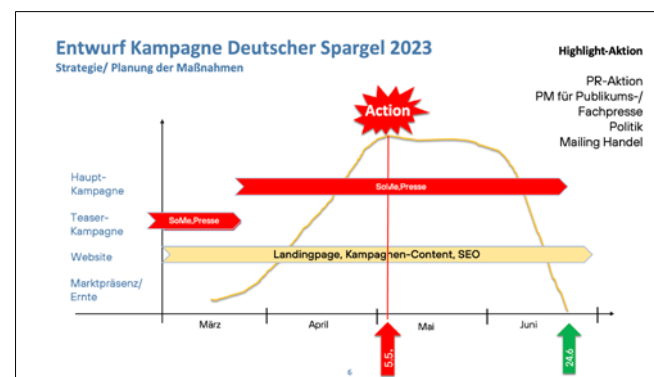 Entwurf Kampagne Deutscher Spargel 2023
Strategie/ Planung der Maßnahmen
Highlight-Aktion
PR-Aktion
PM für Publikums-/
Fachpresse
Politik
Mailing Handel
Action
Haupt-
Kampagne
SoMe,Presse
Teaser-
Kampagne
SoMe,Presse
Website
Landingpage, Kampagnen-Content, SEO
Marktpräsenz/
Ernte
März
April
Mai
Juni
5.5.
24.6
6